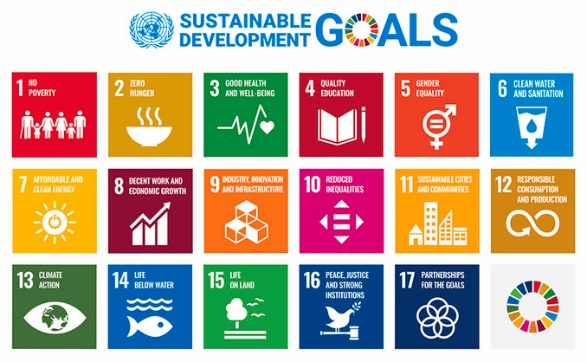 SUSTAINABLE
DEVELOPMENT GOALS
1 NO
POVERTY
2 ZERO
HUNGER
3 GOOD HEALTH
AND WELL-BEING
4 QUALITY
EDUCATION
5 GENDER
EQUALITY
6 CLEAN WATER
AND SANITATION
7 AFFORDABLE AND
CLEAN ENERGY
8 DECENT WORK AND
ECONOMIC GROWTH
9 INDUSTRY, INNOVATION
AND INFRASTRUCTURE
10 REDUCED
INEQUALITIES
11 SUSTAINABLE CITIES
AND COMMUNITIES
12 RESPONSIBLE
CONSUMPTION
AND PRODUCTION
13 CLIMATE
ACTION
14 LIFE
BELOW WATER
15 LIFE
ON LAND
16 PEACE, JUSTICE
AND STRONG
INSTITUTIONS
17 PARTNERSHIPS
FOR THE GOALS